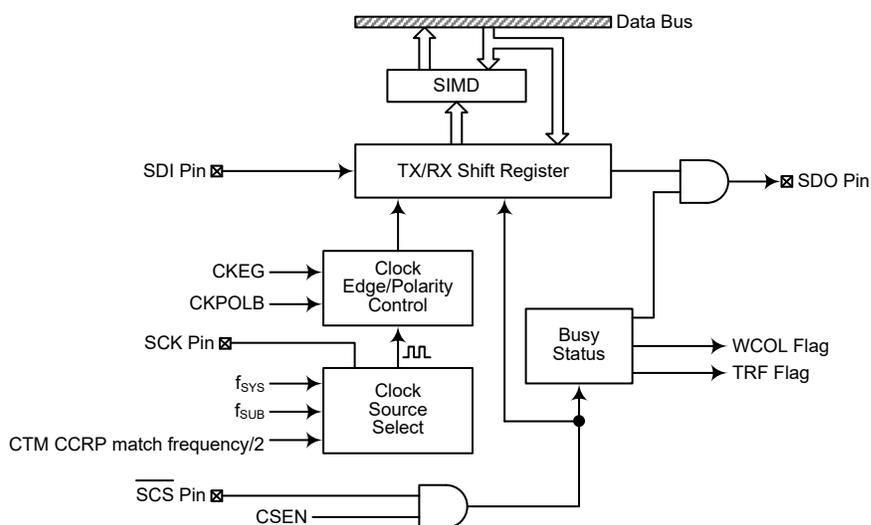 Data Bus
SIMD
SDI Pin
TX/RX Shift Register
SDO Pin
CKEG
CKPOLB
Clock
Edge/Polarity
Control
SCK Pin
Busy
Status
WCOL Flag
TRF Flag
fSYS
fSUB
CTM CCRP match frequency/2
Clock
Source
Select
SCS Pin
CSEN